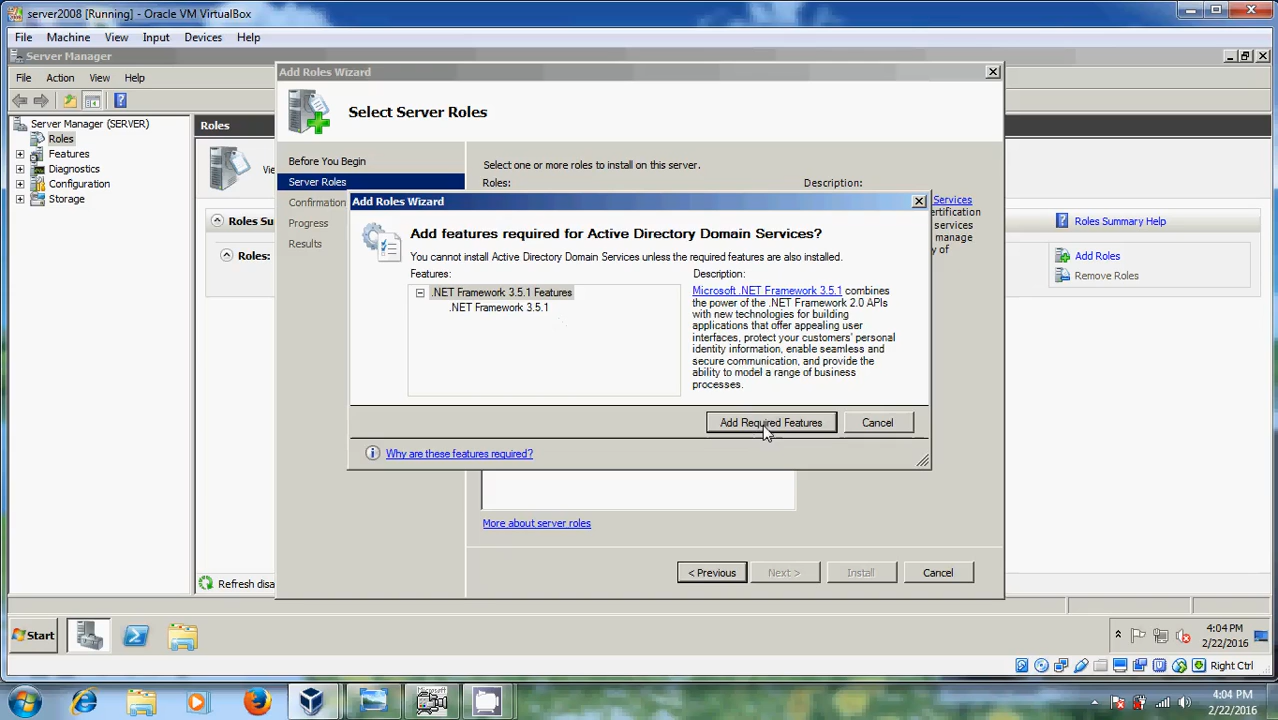 server2008 [Running] - Oracle VM VirtualBox
File Machine View Input Devices Help
Server Manager
File Action View Help
Server Manager (SERVER)
Roles
Features
Diagnostics
Configuration
Storage
Roles
Roles Su
Roles:
Roles Summary Help
Add Roles
Remove Roles
Refresh disa
Add Roles Wizard
Select Server Roles
Before You Begin
Server Roles
Confirmation
Progress
Results
Select one or more roles to install on this server.
Roles:
Description:
Services
ertification
services
manage
y of
Add Roles Wizard
Add features required for Active Directory Domain Services?
You cannot install Active Directory Domain Services unless the required features are also installed.
Features:
.NET Framework 3.5.1 Features
.NET Framework 3.5.1
Description:
Microsoft .NET Framework 3.5.1 combines
the power of the .NET Framework 2.0 APIs
with new technologies for building
applications that offer appealing user
interfaces, protect your customers' personal
identity information, enable seamless and
secure communication, and provide the
ability to model a range of business
processes.
Add Required Features
Cancel
Why are these features required?
More about server roles
< Previous
Next >
Install
Cancel
Start
4:04 PM
2/22/2016
Right Ctrl
4:04 PM
2/22/2016